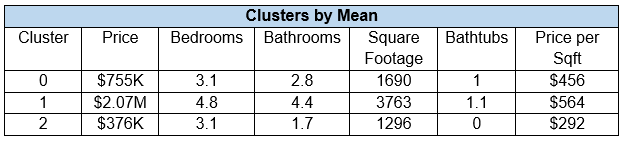 Clusters by Mean
Cluster Price Bedrooms Bathrooms Square Footage Bathtubs Price per Sqft
0 $755K 3.1 2.8 1690 1 $456
1 $2.07M 4.8 4.4 3763 1.1 $564
2 $376K 3.1 1.7 1296 0 $292